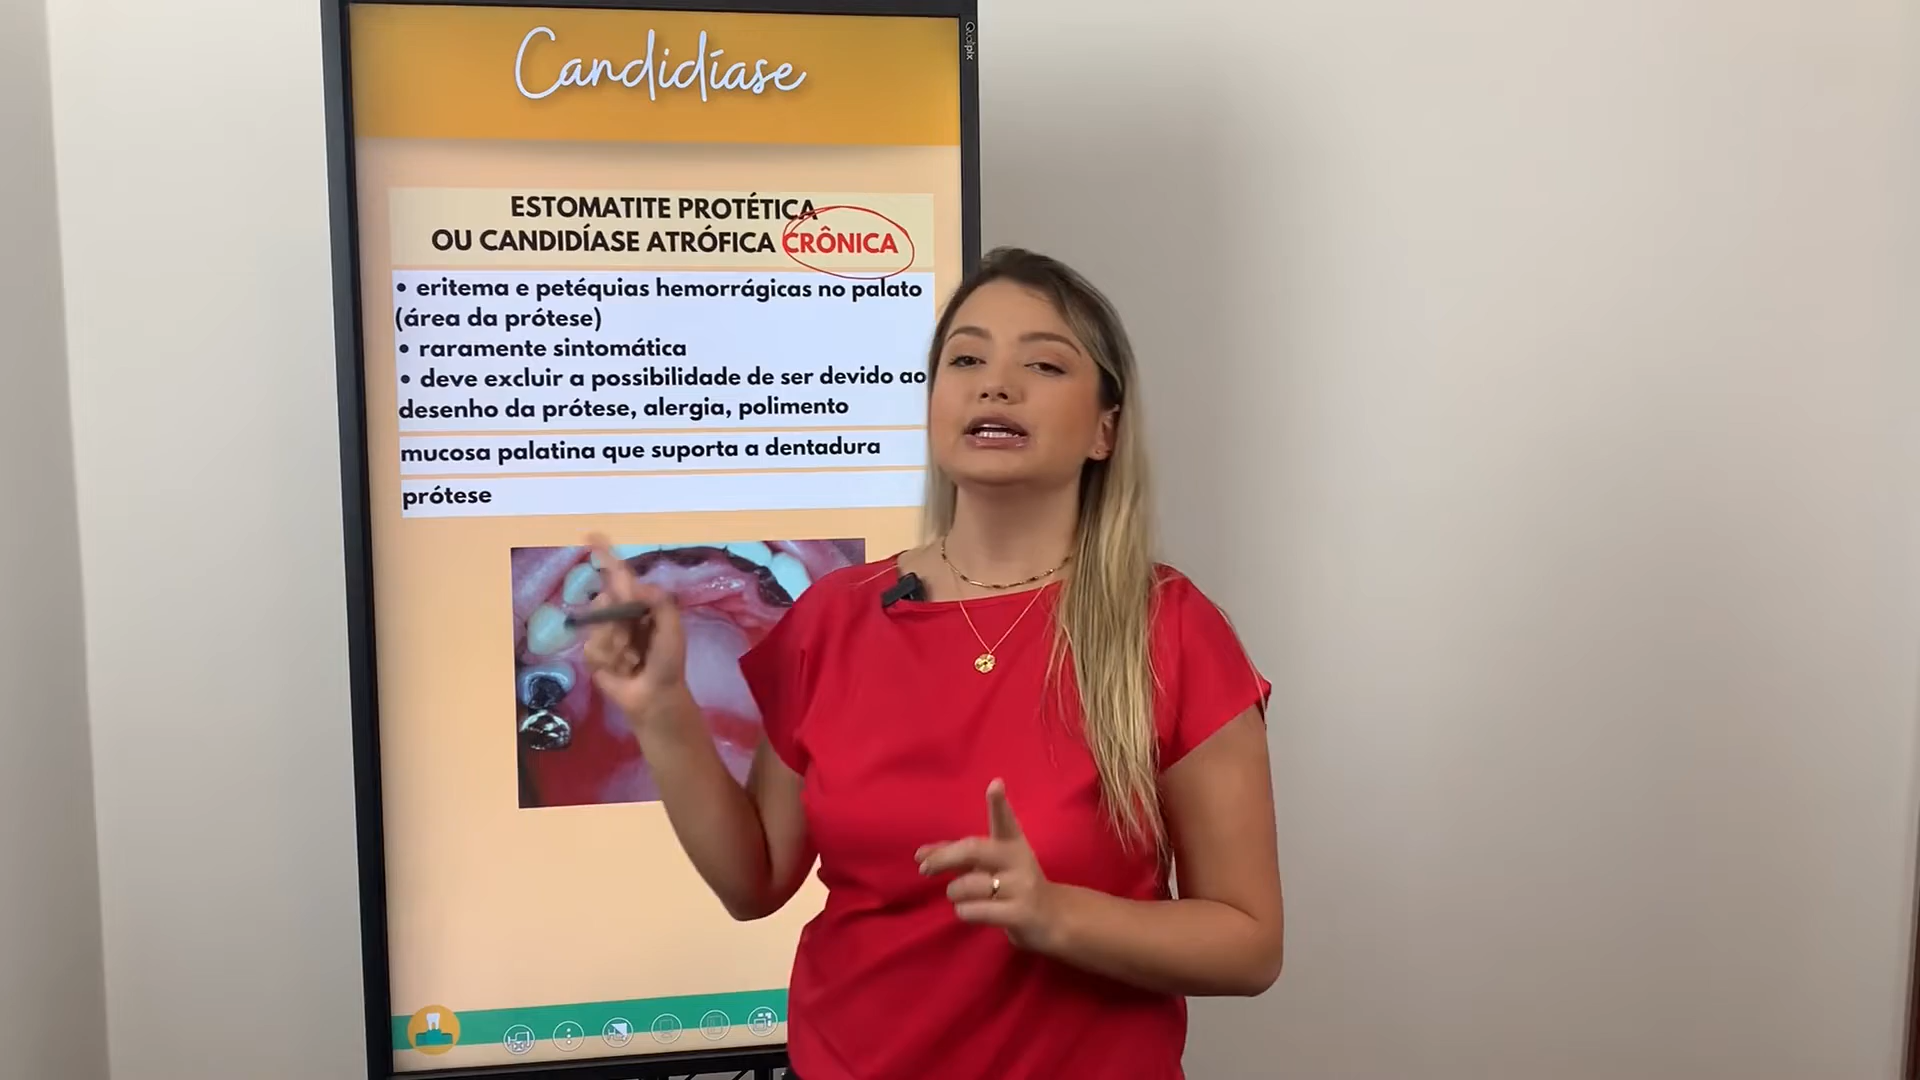 Candidíase
Qualpix
ESTOMATITE PROTÉTICA
OU CANDIDÍASE ATRÓFICA CRÔNICA
• eritema e petéquias hemorrágicas no palato
(área da prótese)
• raramente sintomática
• deve excluir a possibilidade de ser devido ao
desenho da prótese, alergia, polimento
mucosa palatina que suporta a dentadura
prótese